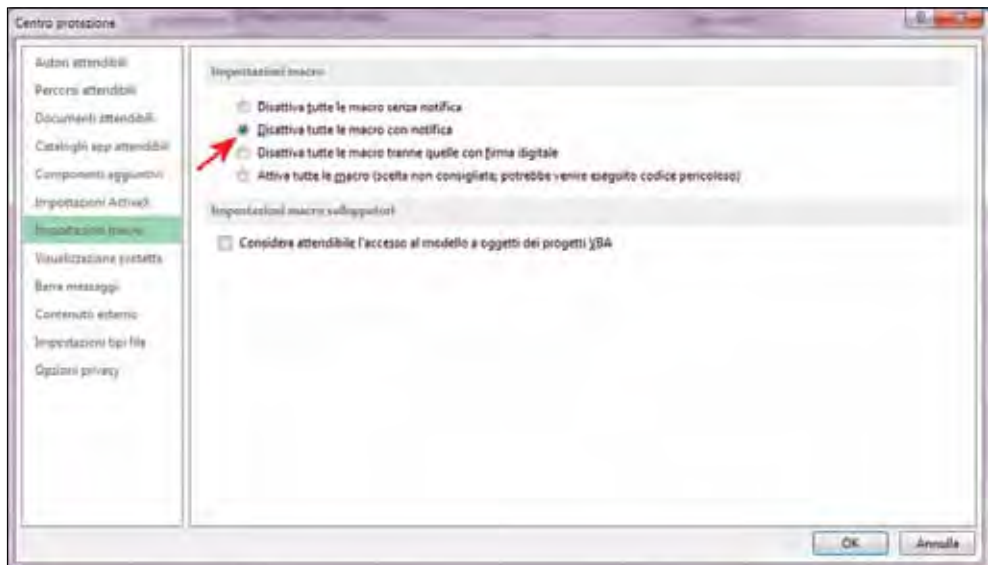 Centro protezione
Autori attendibili
Percorsi attendibili
Documenti attendibili
Cataloghi app attendibili
Componenti aggiuntivi
Impostazioni ActiveX
Impostazioni macro
Visualizzazione protetta
Barra messaggi
Contenuto esterno
Impostazioni tipi file
Opzioni privacy
Impostazioni macro
Disattiva tutte le macro senza notifica
Disattiva tutte le macro con notifica
Disattiva tutte le macro tranne quelle con firma digitale
Attiva tutte le macro (scelta non consigliata; potrebbe venire eseguito codice pericoloso)
Impostazioni macro sviluppatori
Considera attendibile l'accesso al modello a oggetti dei progetti VBA
OK
Annulla